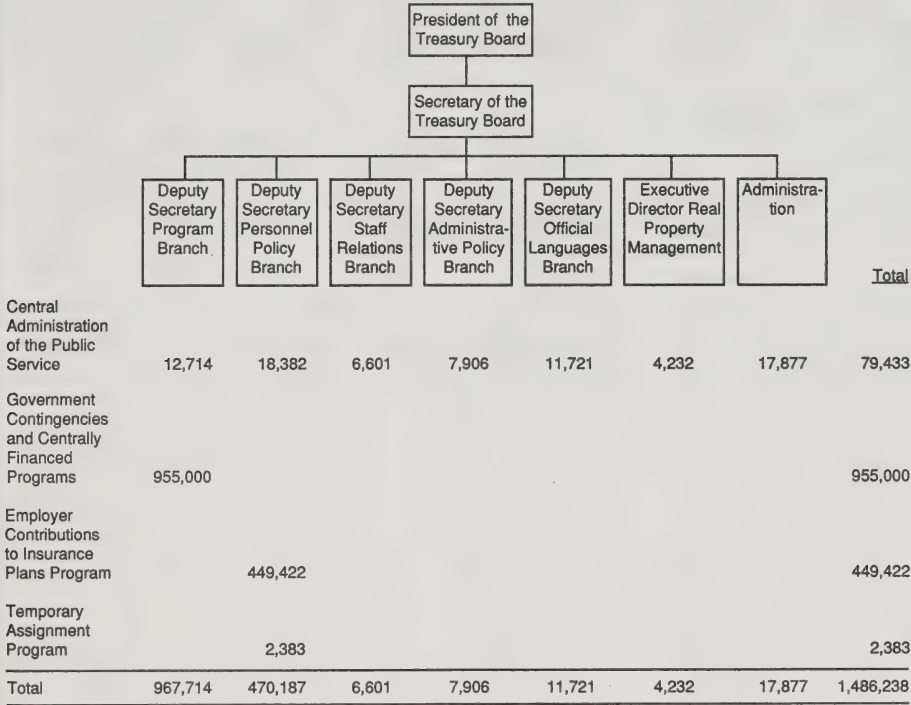 President of the
Treasury Board
Secretary of the
Treasury Board
Deputy
Secretary
Program
Branch
Deputy
Secretary
Personnel
Policy
Branch
Deputy
Secretary
Staff
Relations
Branch
Deputy
Secretary
Administra-
tive Policy
Branch
Deputy
Secretary
Official
Languages
Branch
Executive
Director Real
Property
Management
Administra-
tion
Total
Central
Administration
of the Public
Service 12,714 18,382 6,601 7,906 11,721 4,232 17,877 79,433
Government
Contingencies
and Centrally
Financed
Programs 955,000 955,000
Employer
Contributions
to Insurance
Plans Program 449,422 449,422
Temporary
Assignment
Program 2,383 2,383
Total 967,714 470,187 6,601 7,906 11,721 4,232 17,877 1,486,238